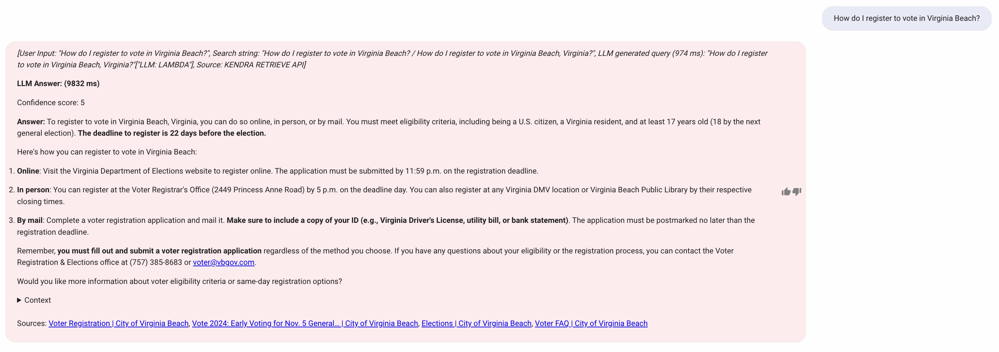 How do I register to vote in Virginia Beach?
[User Input: "How do I register to vote in Virginia Beach?", Search string: "How do I register to vote in Virginia Beach? / How do I register to vote in Virginia Beach, Virginia?", LLM generated query (974 ms): "How do I register
to vote in Virginia Beach, Virginia?"["LLM: LAMBDA"], Source: KENDRA RETRIEVE API]
LLM Answer: (9832 ms)
Confidence score: 5
Answer: To register to vote in Virginia Beach, Virginia, you can do so online, in person, or by mail. You must meet eligibility criteria, including being a U.S. citizen, a Virginia resident, and at least 17 years old (18 by the next
general election). The deadline to register is 22 days before the election.
Here's how you can register to vote in Virginia Beach:
1. Online: Visit the Virginia Department of Elections website to register online. The application must be submitted by 11:59 p.m. on the registration deadline.
2. In person: You can register at the Voter Registrar's Office (2449 Princess Anne Road) by 5 p.m. on the deadline day. You can also register at any Virginia DMV location or Virginia Beach Public Library by their respective
closing times.
3. By mail: Complete a voter registration application and mail it. Make sure to include a copy of your ID (e.g., Virginia Driver's License, utility bill, or bank statement). The application must be postmarked no later than the
registration deadline.
Remember, you must fill out and submit a voter registration application regardless of the method you choose. If you have any questions about your eligibility or the registration process, you can contact the Voter
Registration & Elections office at (757) 385-8683 or voter@vbgov.com.
Would you like more information about voter eligibility criteria or same-day registration options?
Context
Sources: Voter Registration | City of Virginia Beach, Vote 2024: Early Voting for Nov. 5 General... | City of Virginia Beach, Elections | City of Virginia Beach, Voter FAQ | City of Virginia Beach